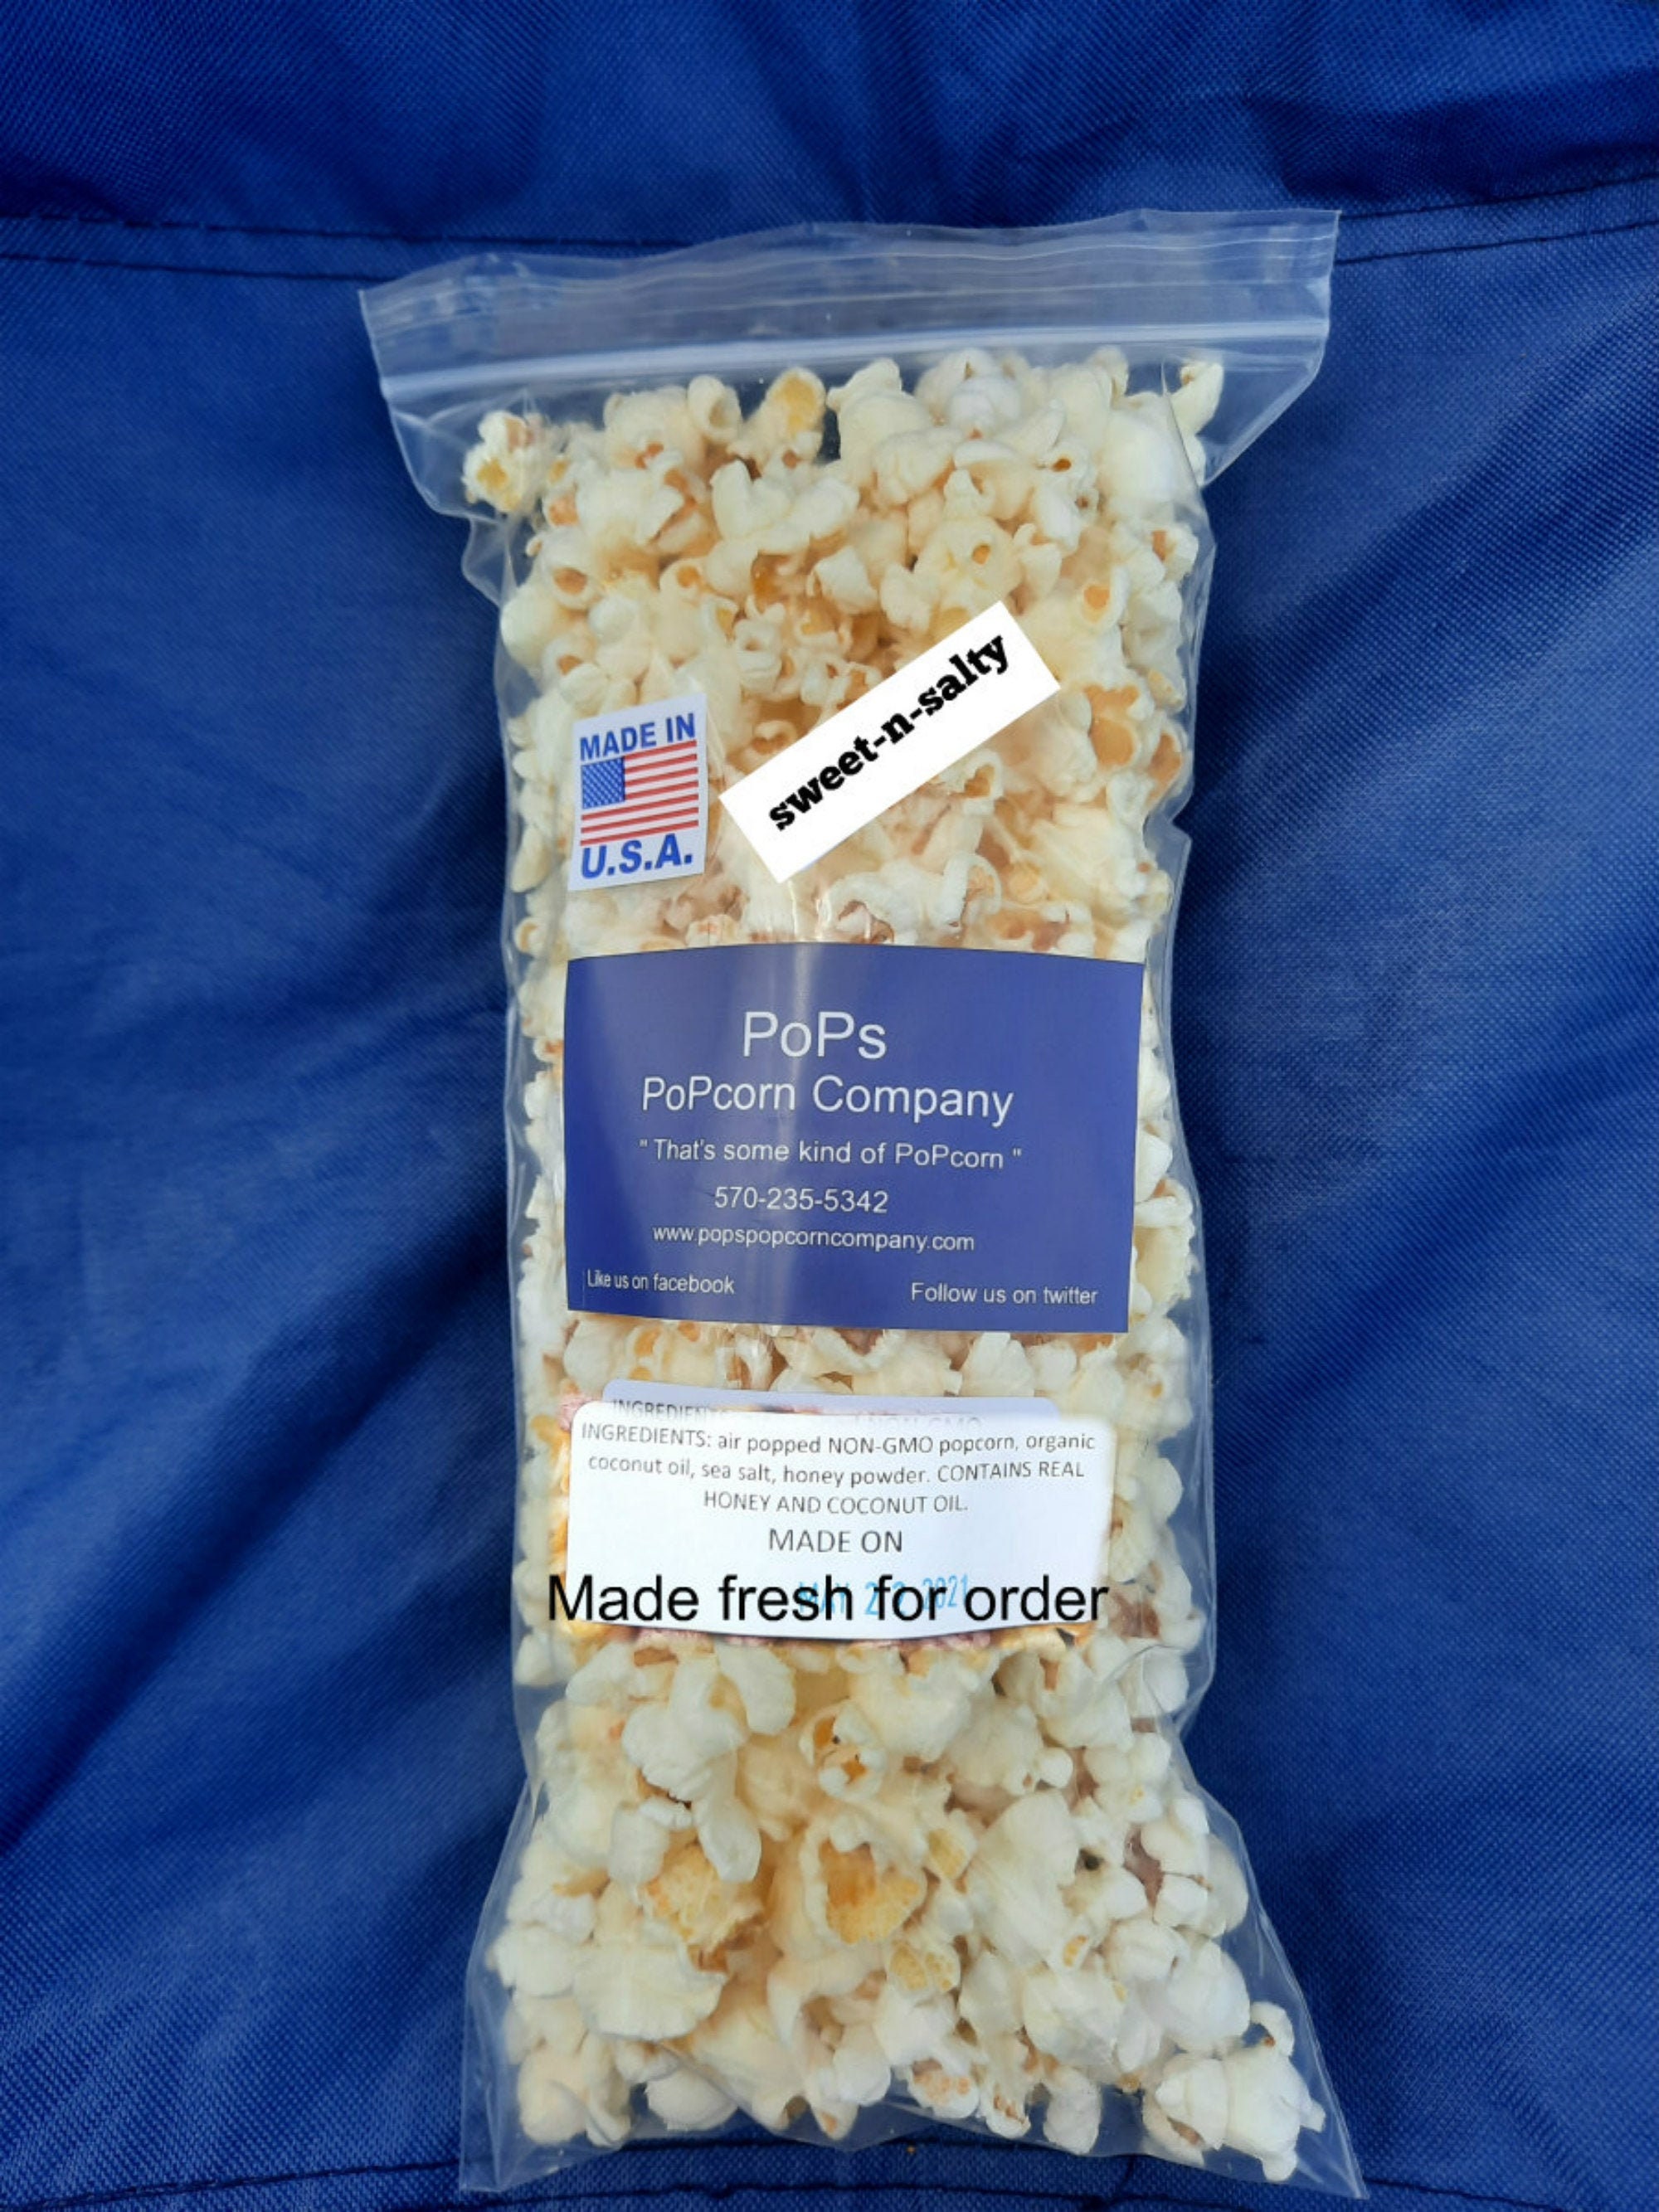 sweet-n-salty
MADE IN
U.S.A.
PoPs
PoPcorn Company
" That's some kind of PoPcorn "
570-235-5342
www.popspopcorncompany.com
Like us on facebook
Follow us on twitter
INGREDIENTS: air popped NON-GMO popcorn, organic
coconut oil, sea salt, honey powder. CONTAINS REAL
HONEY AND COCONUT OIL.
MADE ON
Made fresh for order